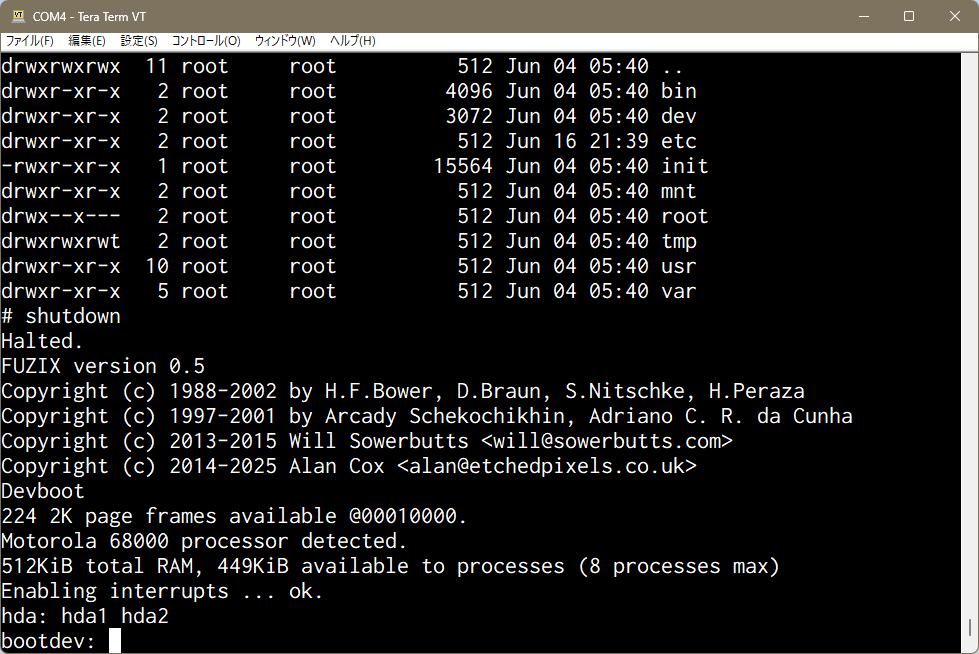 COM4 - Tera Term VT
ファイル(F) 編集(E) 設定(S) コントロール(O) ウィンドウ(W) ヘルプ(H)
drwxrwxrwx  11 root     root          512 Jun 04 05:40 ..
drwxr-xr-x   2 root     root         4096 Jun 04 05:40 bin
drwxr-xr-x   2 root     root         3072 Jun 04 05:40 dev
drwxr-xr-x   2 root     root          512 Jun 16 21:39 etc
-rwxr-xr-x   1 root     root        15564 Jun 04 05:40 init
drwxr-xr-x   2 root     root          512 Jun 04 05:40 mnt
drwx--x---   2 root     root          512 Jun 04 05:40 root
drwxrwxrwt   2 root     root          512 Jun 04 05:40 tmp
drwxr-xr-x  10 root     root          512 Jun 04 05:40 usr
drwxr-xr-x   5 root     root          512 Jun 04 05:40 var
# shutdown
Halted.
FUZIX version 0.5
Copyright (c) 1988-2002 by H.F.Bower, D.Braun, S.Nitschke, H.Peraza
Copyright (c) 1997-2001 by Arcady Schekochikhin, Adriano C. R. da Cunha
Copyright (c) 2013-2015 Will Sowerbutts <will@sowerbutts.com>
Copyright (c) 2014-2025 Alan Cox <alan@etchedpixels.co.uk>
Devboot
224 2K page frames available @00010000.
Motorola 68000 processor detected.
512KiB total RAM, 449KiB available to processes (8 processes max)
Enabling interrupts ... ok.
hda: hda1 hda2
bootdev: